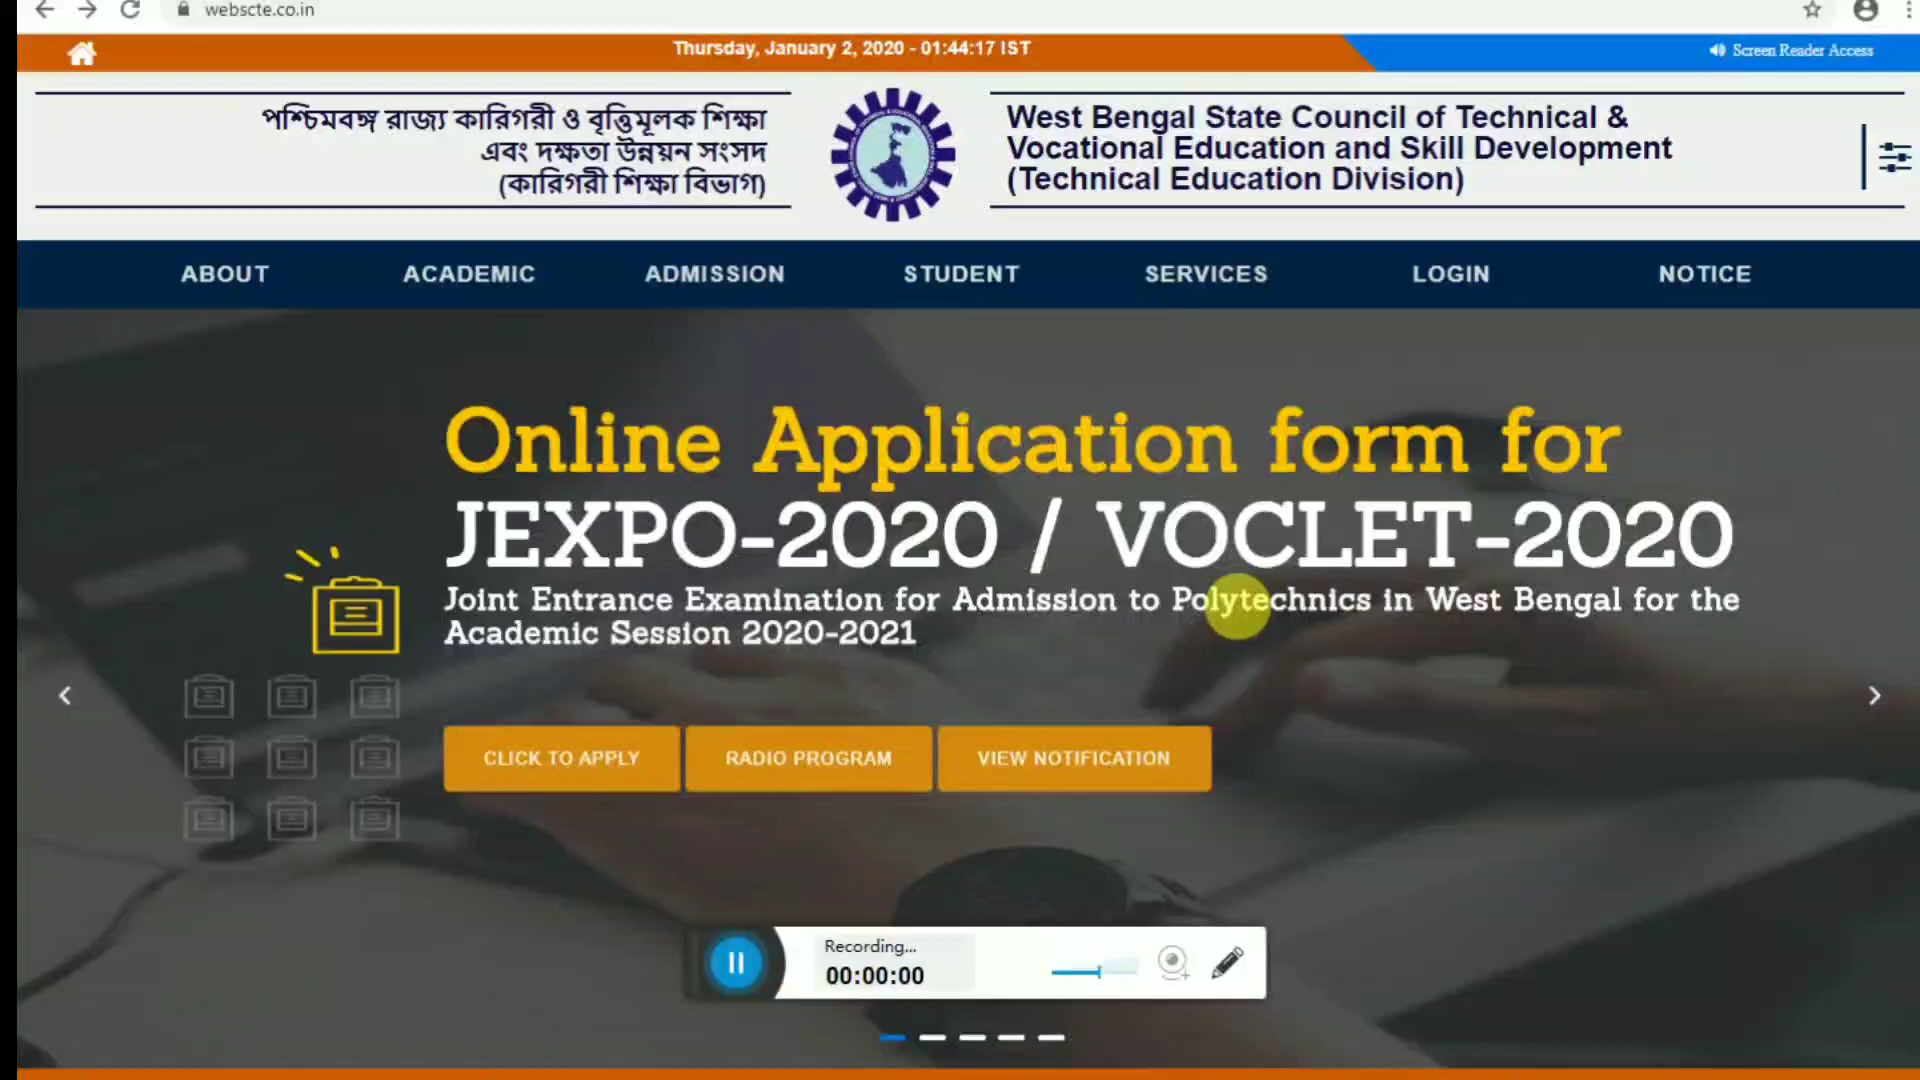 webscte.co.in
Thursday, January 2, 2020 - 01:44:17 IST
Screen Reader Access
পশ্চিমবঙ্গ রাজ্য কারিগরী ও বৃত্তিমূলক শিক্ষা
এবং দক্ষতা উন্নয়ন সংসদ
(কারিগরী শিক্ষা বিভাগ)
West Bengal State Council of Technical &
Vocational Education and Skill Development
(Technical Education Division)
ABOUT ACADEMIC ADMISSION STUDENT SERVICES LOGIN NOTICE
Online Application form for
JEXPO-2020 / VOCLET-2020
Joint Entrance Examination for Admission to Polytechnics in West Bengal for the
Academic Session 2020-2021
CLICK TO APPLY RADIO PROGRAM VIEW NOTIFICATION
Recording...
00:00:00